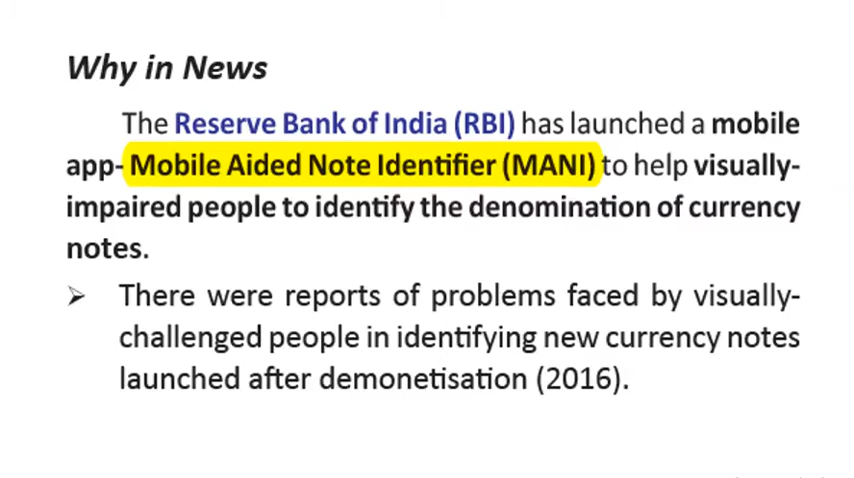 Why in News
The Reserve Bank of India (RBI) has launched a mobile
app- Mobile Aided Note Identifier (MANI) to help visually-
impaired people to identify the denomination of currency
notes.
➢ There were reports of problems faced by visually-
challenged people in identifying new currency notes
launched after demonetisation (2016).